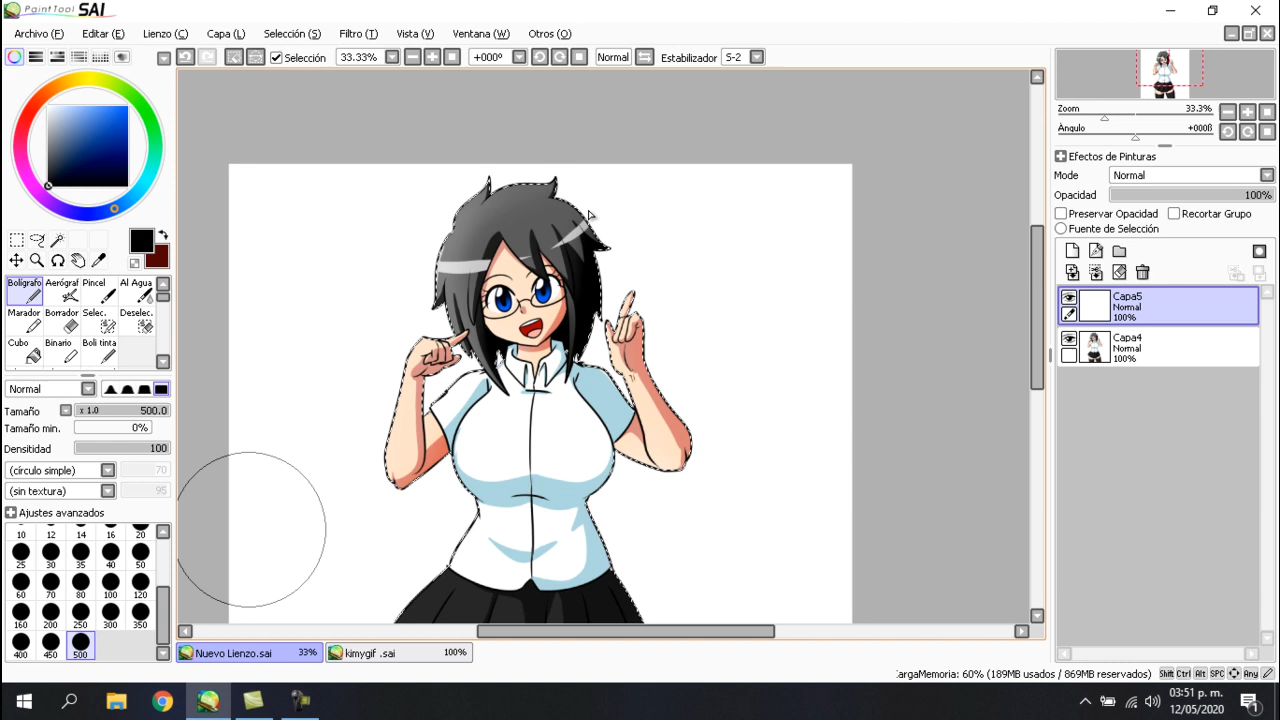 PaintTool SAI
Archivo (F) Editar (E) Lienzo (C) Capa (L) Selección (S) Filtro (T) Vista (V) Ventana (W) Otros (O)
Selección 33.33% +000º Normal Estabilizador S-2
Zoom 33.3%
Ángulo +000ß
Efectos de Pinturas
Mode Normal
Opacidad 100%
Preservar Opacidad Recortar Grupo
Fuente de Selección
Capa5
Normal
100%
Capa4
Normal
100%
Bolígrafo Aerógraf Pincel Al Agua
Marador Borrador Selec. Deselec.
Cubo Binario Boli tinta
Normal
Tamaño x 1.0 500.0
Tamaño min. 0%
Densitidad 100
(círculo simple) 70
(sin textura) 95
Ajustes avanzados
10 12 14 16 20
25 30 35 40 50
60 70 80 100 120
160 200 250 300 350
400 450 500
Nuevo Lienzo.sai 33% kimygif .sai 100%
argaMemoria: 60% (189MB usados / 869MB reservados) Shift Ctrl Alt SPC Any
03:51 p. m.
12/05/2020
1